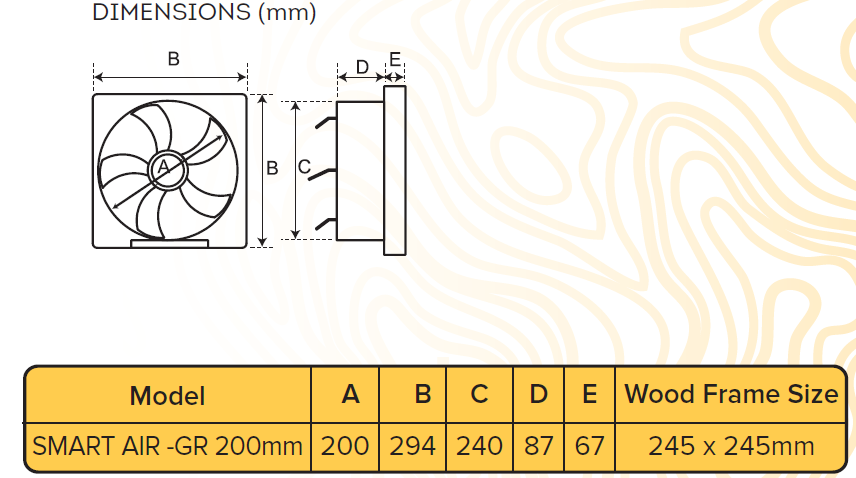 DIMENSIONS (mm)
B
D E
A
B
C
Model A B C D E Wood Frame Size
SMART AIR -GR 200mm 200 294 240 87 67 245 x 245mm